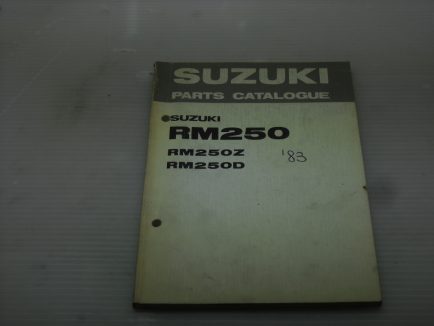 SUZUKI
PARTS CATALOGUE
SUZUKI
RM250
RM250Z '83
RM250D